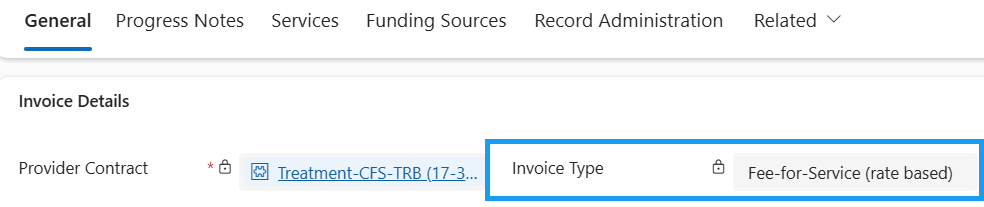 General Progress Notes Services Funding Sources Record Administration Related
Invoice Details
Provider Contract * Treatment-CFS-TRB (17-3... Invoice Type Fee-for-Service (rate based)